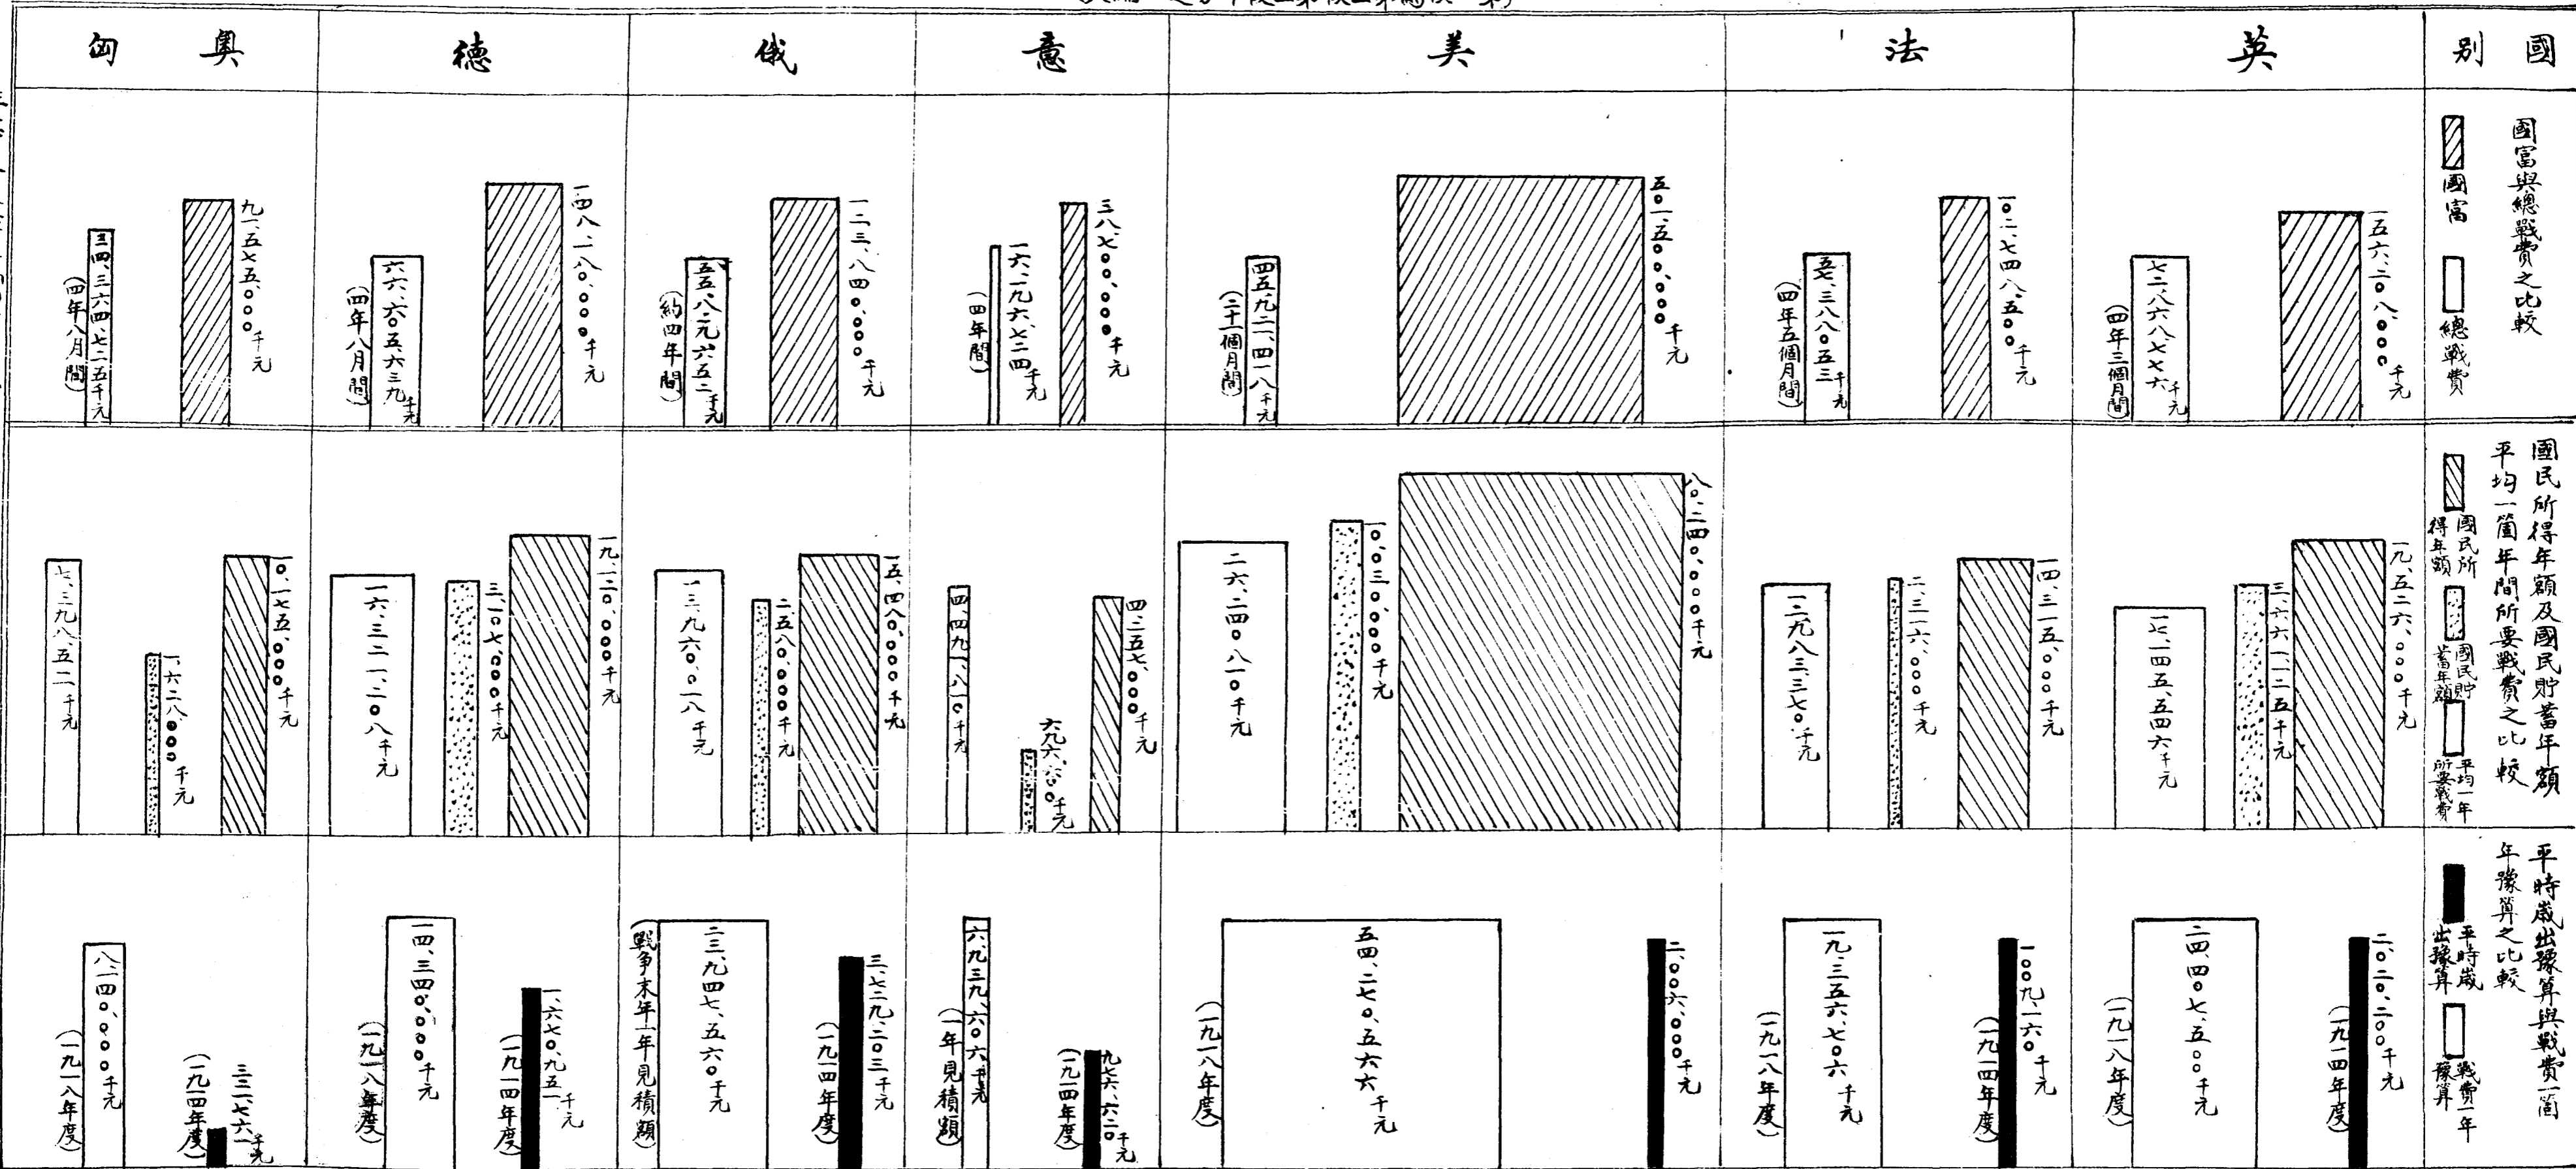 國別
英
法
美
意
俄
德
奧匈
國富與總戰費之比較
國富
總戰費
一五六、二〇八、〇〇〇千元
七二、八六八、七七六千元
（四年三個月間）
一〇二、七四八、五〇〇千元
五七、三八八、〇五三千元
（四年五個月間）
五〇一、五〇〇、〇〇〇千元
四五、九二一、四一八千元
（二十一個月間）
三八、七〇〇、〇〇〇千元
一六、一九六、七二四千元
（四年間）
一二三、八四〇、〇〇〇千元
五五、八二九、六五二千元
（約四年間）
一四八、一八〇、〇〇〇千元
六六、六〇五、六三九千元
（四年八月間）
九一、五七五、〇〇〇千元
三四、三六四、七二五千元
（四年八月間）
國民所得年額及國民貯蓄年額
平均一箇年間所要戰費之比較
國民所得年額
國民貯蓄年額
平均一年所要戰費
一九、五二六、〇〇〇千元
三、六六一、一二五千元
一七、一四五、五四六千元
一四、三一五、〇〇〇千元
二、三一六、〇〇〇千元
一二、九八三、三七〇千元
八〇、二四〇、〇〇〇千元
一〇、〇三〇、〇〇〇千元
二六、二四〇、八一〇千元
四、二五七、〇〇〇千元
六九六、六〇〇千元
四、四九一、八一〇千元
一五、四八〇、〇〇〇千元
二、五八〇、〇〇〇千元
一三、九六〇、〇一八千元
一九、一二〇、〇〇〇千元
三、一〇七、〇〇〇千元
一六、三二一、二〇八千元
一〇、一七五、〇〇〇千元
一、六二八、〇〇〇千元
七、三九八、五一二千元
平時歲出豫算與戰費一箇
年豫算之比較
平時歲出豫算
戰費一年豫算
二、〇二〇、二〇〇千元
（一九一四年度）
二四、四〇七、五〇〇千元
（一九一八年度）
一、〇〇九、一六〇千元
（一九一四年度）
一九、三五六、七〇六千元
（一九一八年度）
二、〇〇六、〇〇〇千元
五四、二七〇、五六六千元
（一九一八年度）
九七六、六二〇千元
（一九一四年度）
六、九三九、六〇六千元
（一年見積額）
三、七二九、二〇三千元
（一九一四年度）
二三、九四七、五六〇千元
（戰爭末年一年見積額）
一、六七〇、九五一千元
（一九一四年度）
一四、三四〇、〇〇〇千元
（一九一八年度）
三三一、七六一千元
（一九一四年度）
八、一四〇、〇〇〇千元
（一九一八年度）